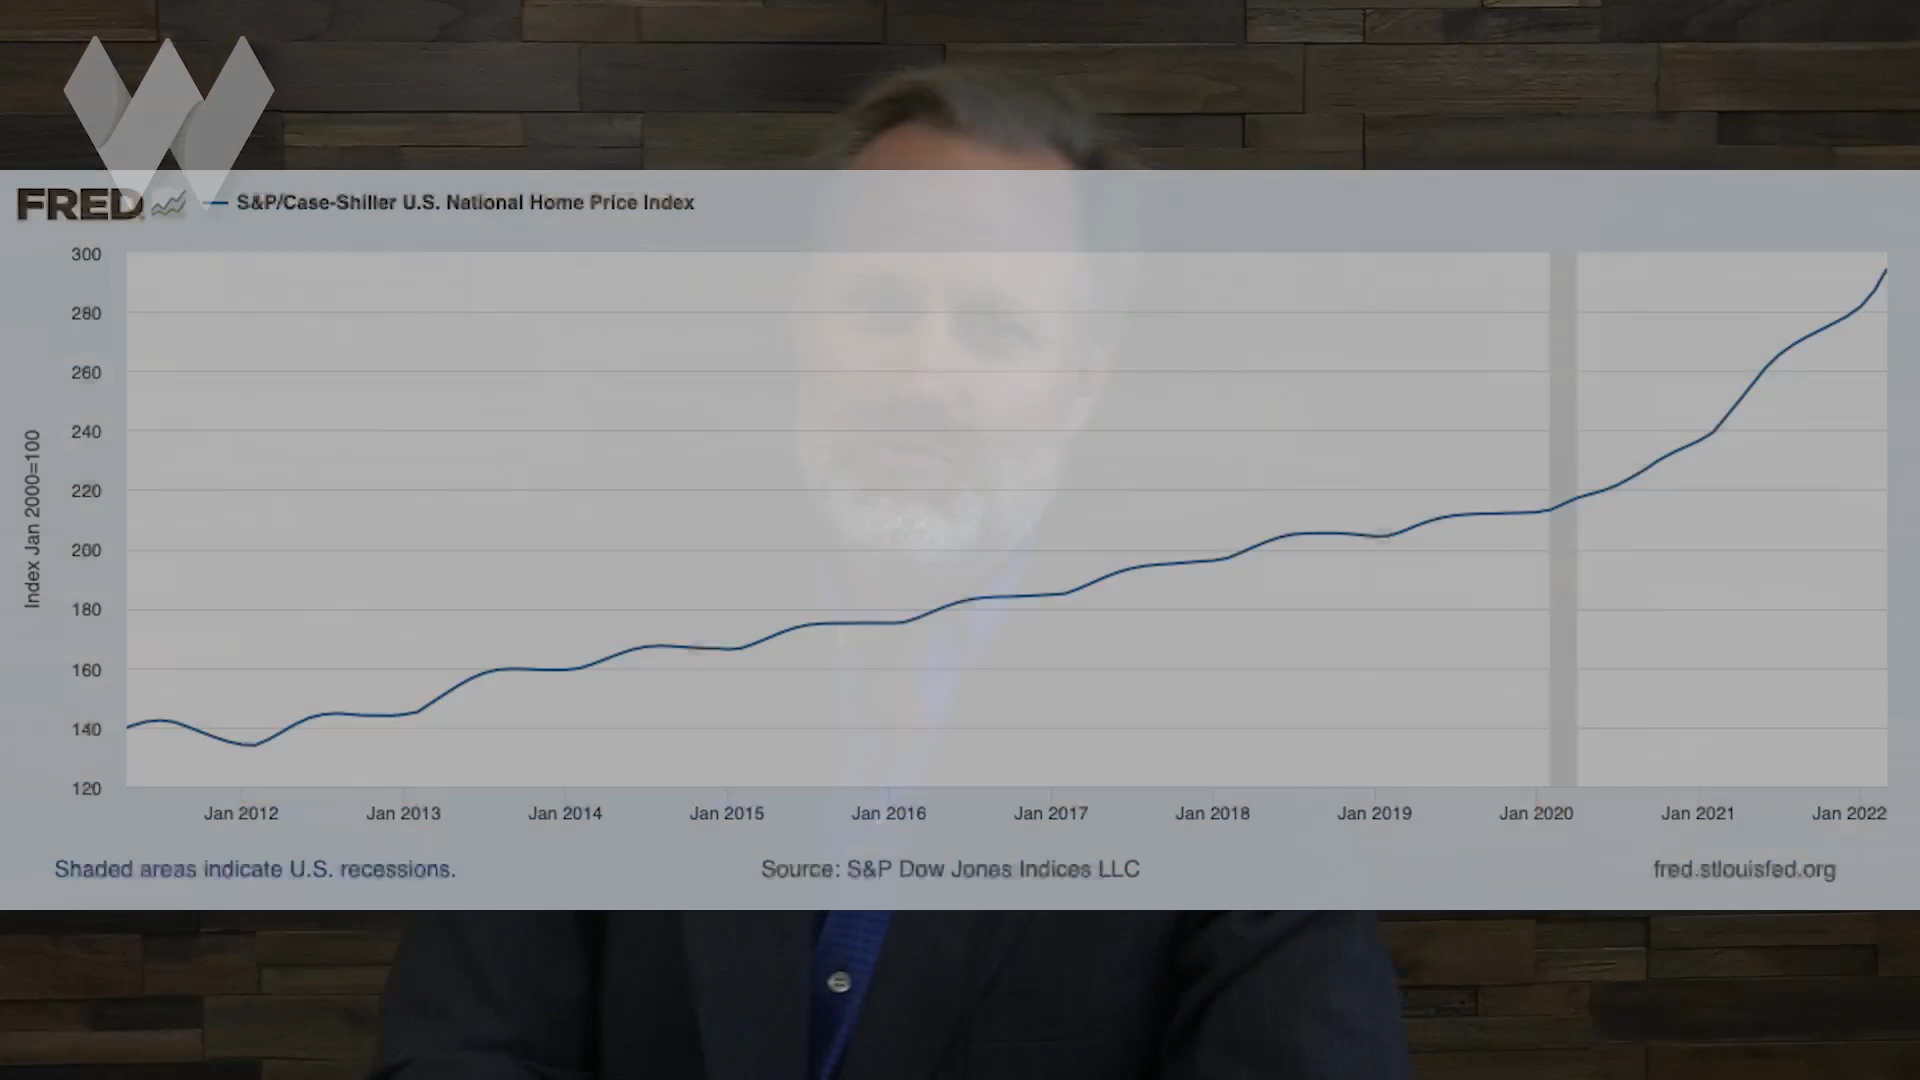 FRED
S&P/Case-Shiller U.S. National Home Price Index
300
280
260
240
220
200
180
160
140
120
Index Jan 2000=100
Jan 2012 Jan 2013 Jan 2014 Jan 2015 Jan 2016 Jan 2017 Jan 2018 Jan 2019 Jan 2020 Jan 2021 Jan 2022
Shaded areas indicate U.S. recessions. Source: S&P Dow Jones Indices LLC fred.stlouisfed.org